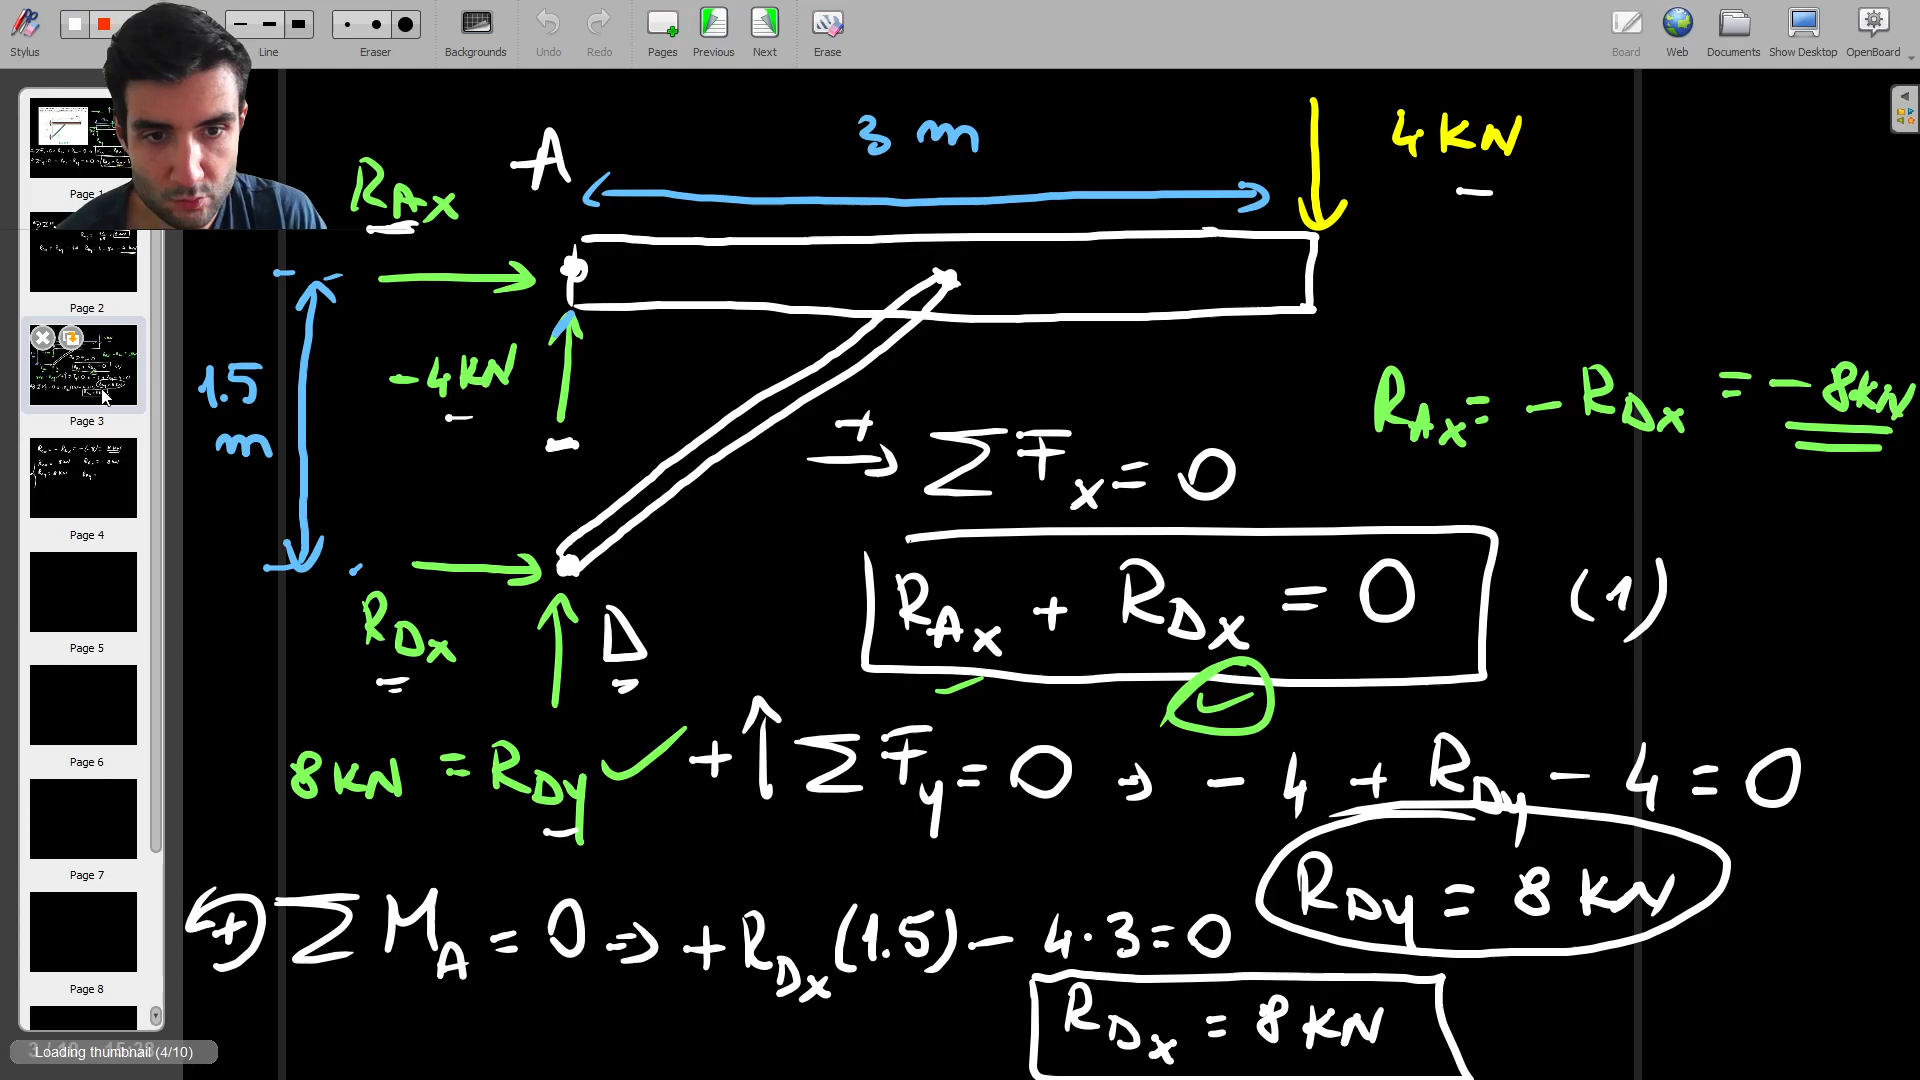 Stylus
Line
Eraser
Backgrounds
Undo
Redo
Pages
Previous
Next
Erase
Board
Web
Documents
Show Desktop
OpenBoard
Page 1
Page 2
Page 3
Page 4
Page 5
Page 6
Page 7
Page 8
Loading thumbnail (4/10)
A
3 m
4 KN
RAx
-4 KN
1.5
m
RAx = - RDx = - 8KN
+ → ΣFx = 0
RAx + RDx = 0 (1)
RDx
D
8 KN = RDy ✓
+↑ ΣFy = 0 ⇒ - 4 + RDy - 4 = 0
RDy = 8 KN
+ ΣMA = 0 ⇒ + RDx (1.5) - 4·3 = 0
RDx = 8 KN